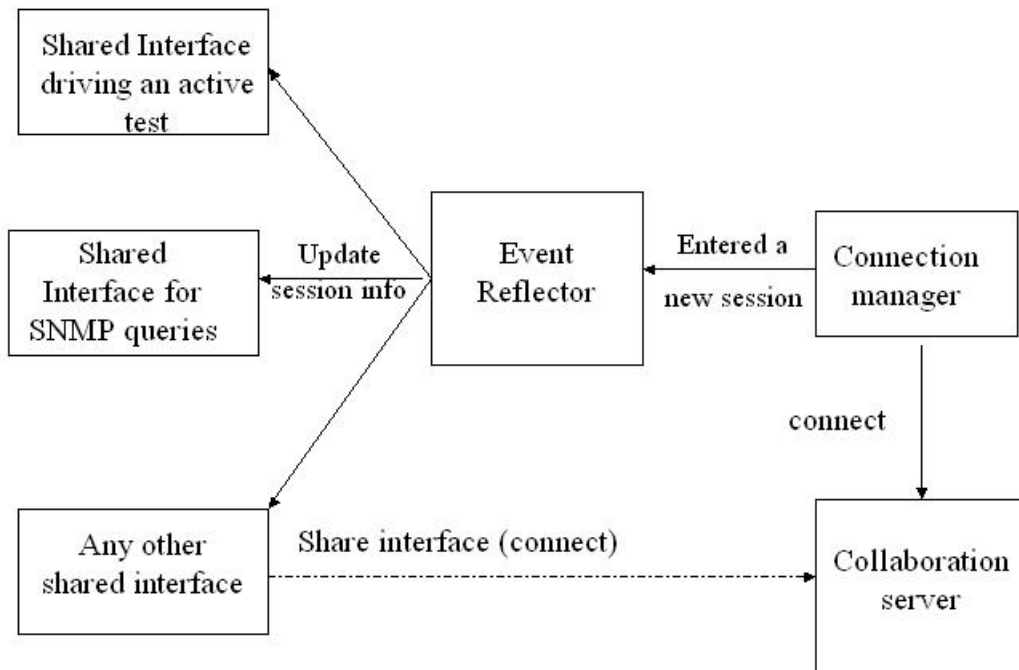 Shared Interface
driving an active
test
Shared
Interface for
SNMP queries
Update
session info
Event
Reflector
Entered a
new session
Connection
manager
connect
Any other
shared interface
Share interface (connect)
Collaboration
server